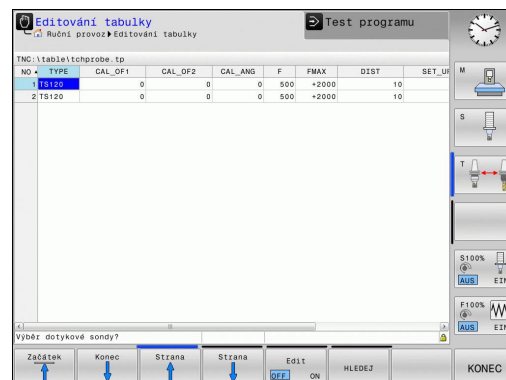 Editování tabulky
Ruční provoz Editování tabulky
Test programu
TNC:\table\tchprobe.tp
NO TYPE CAL_OF1 CAL_OF2 CAL_ANG F FMAX DIST SET_UP
1 TS120 0 0 0 500 +2000 10
2 TS120 0 0 0 500 +2000 10
Výběr dotykové sondy?
M
S
T
S100%
AUS EIN
F100%
AUS EIN
Začátek
Konec
Strana
Strana
Edit
OFF ON
HLEDEJ
KONEC